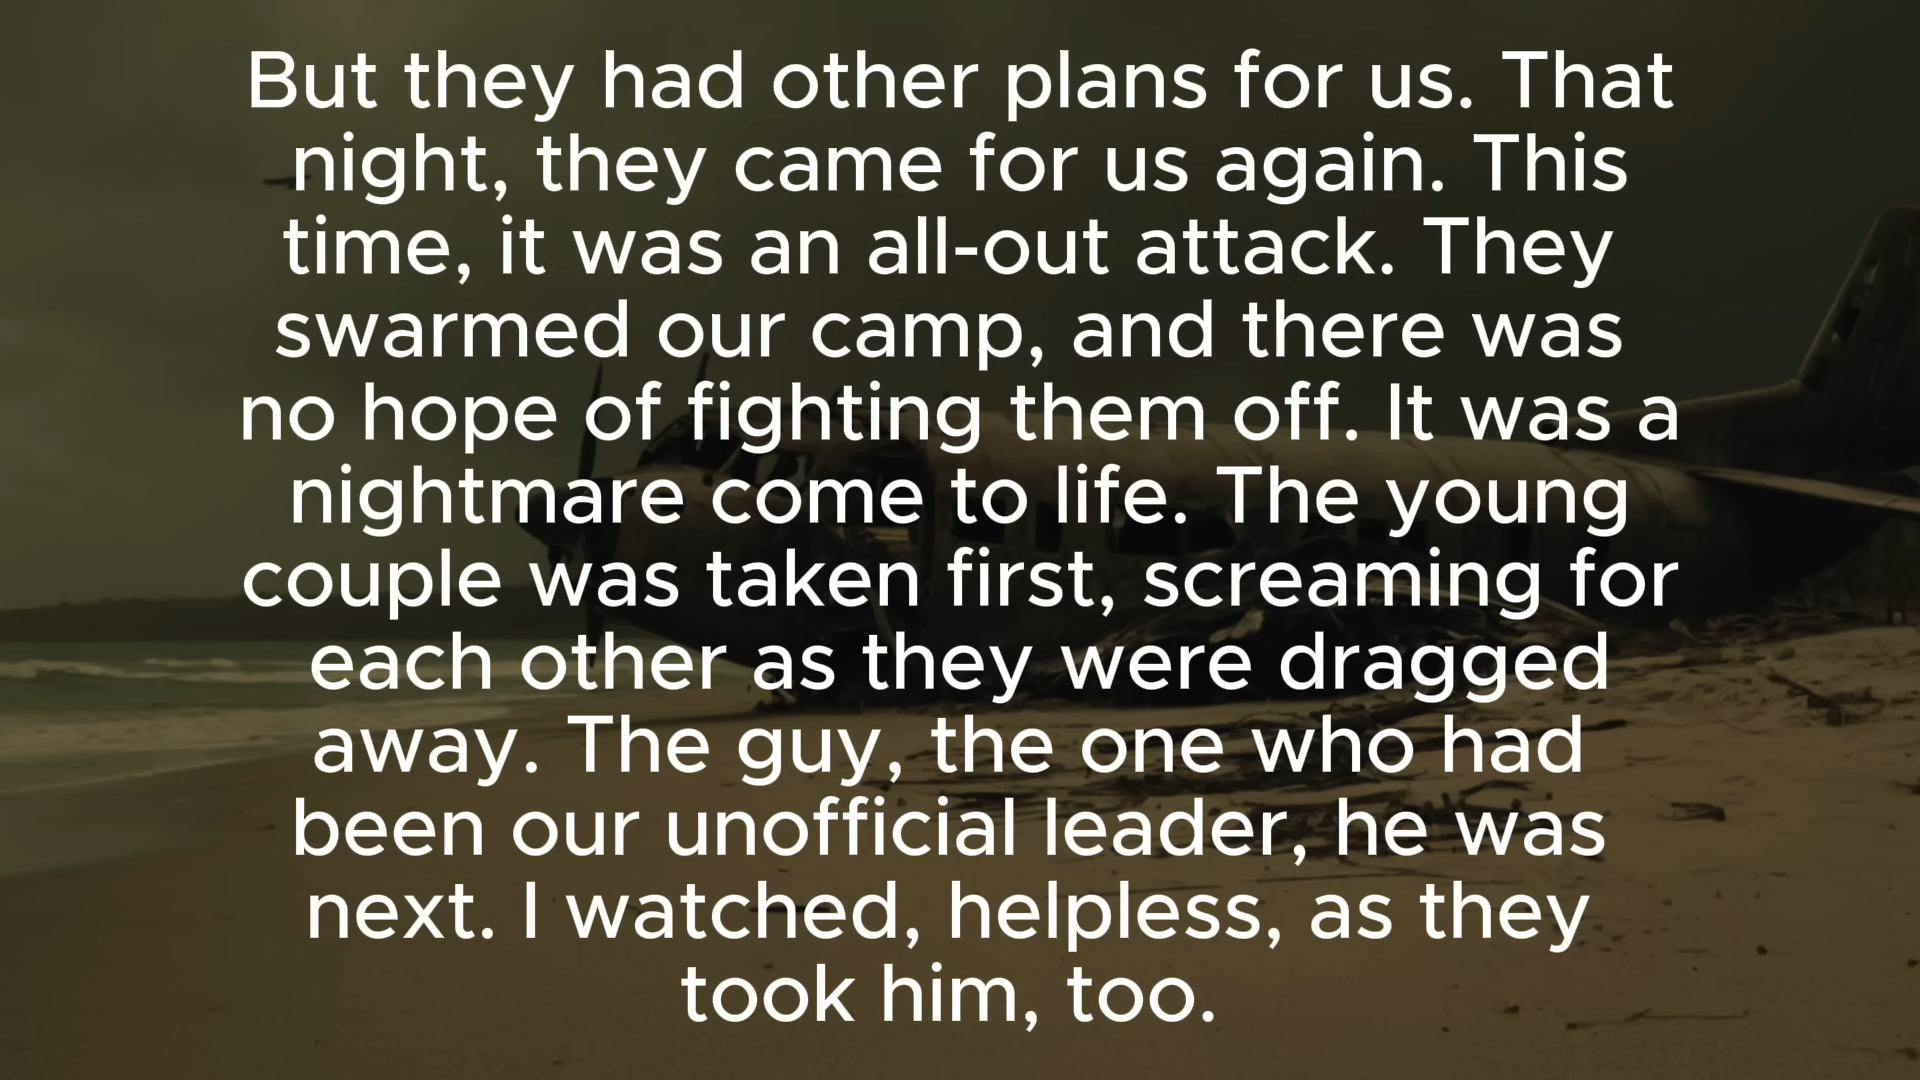 But they had other plans for us. That
night, they came for us again. This
time, it was an all-out attack. They
swarmed our camp, and there was
no hope of fighting them off. It was a
nightmare come to life. The young
couple was taken first, screaming for
each other as they were dragged
away. The guy, the one who had
been our unofficial leader, he was
next. I watched, helpless, as they
took him, too.